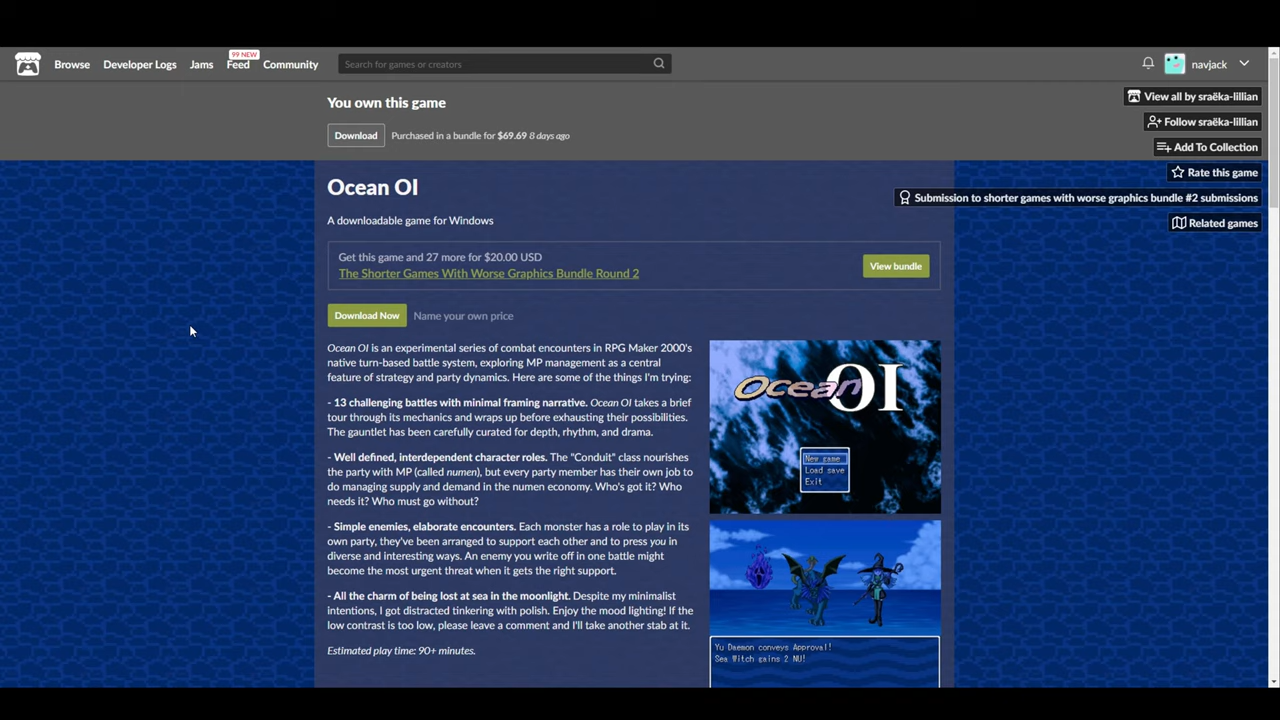 99 NEW
Browse Developer Logs Jams Feed Community Search for games or creators navjack
You own this game
Download Purchased in a bundle for $69.69 8 days ago
View all by sraëka-lillian
Follow sraëka-lillian
Add To Collection
Rate this game
Submission to shorter games with worse graphics bundle #2 submissions
Related games
Ocean OI
A downloadable game for Windows
Get this game and 27 more for $20.00 USD
The Shorter Games With Worse Graphics Bundle Round 2
View bundle
Download Now Name your own price
Ocean OI is an experimental series of combat encounters in RPG Maker 2000's
native turn-based battle system, exploring MP management as a central
feature of strategy and party dynamics. Here are some of the things I'm trying:
- 13 challenging battles with minimal framing narrative. Ocean OI takes a brief
tour through its mechanics and wraps up before exhausting their possibilities.
The gauntlet has been carefully curated for depth, rhythm, and drama.
- Well defined, interdependent character roles. The "Conduit" class nourishes
the party with MP (called numen), but every party member has their own job to
do managing supply and demand in the numen economy. Who's got it? Who
needs it? Who must go without?
- Simple enemies, elaborate encounters. Each monster has a role to play in its
own party, they've been arranged to support each other and to press you in
diverse and interesting ways. An enemy you write off in one battle might
become the most urgent threat when it gets the right support.
- All the charm of being lost at sea in the moonlight. Despite my minimalist
intentions, I got distracted tinkering with polish. Enjoy the mood lighting! If the
low contrast is too low, please leave a comment and I'll take another stab at it.
Estimated play time: 90+ minutes.
Ocean OI
New game
Load save
Exit
Yu Daemon conveys Approval!
Sea Witch gains 2 NU!